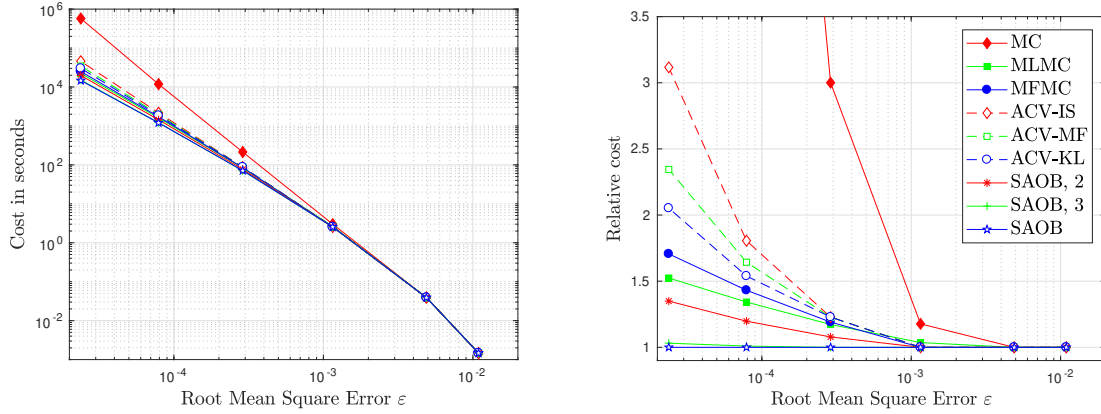 Cost in seconds
10^6
10^4
10^2
10^0
10^-2
10^-4
10^-3
10^-2
Root Mean Square Error ε
Relative cost
3.5
3
2.5
2
1.5
1
10^-4
10^-3
10^-2
Root Mean Square Error ε
MC
MLMC
MFMC
ACV-IS
ACV-MF
ACV-KL
SAOB, 2
SAOB, 3
SAOB